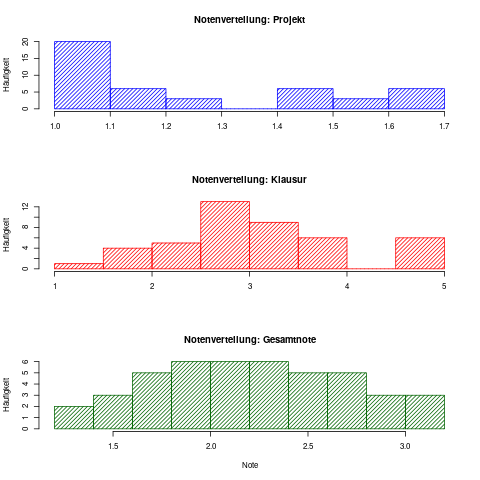 Notenverteilung: Projekt
Häufigkeit
0 5 10 15 20
1.0 1.1 1.2 1.3 1.4 1.5 1.6 1.7
Notenverteilung: Klausur
Häufigkeit
0 4 8 12
1 2 3 4 5
Notenverteilung: Gesamtnote
Häufigkeit
0 1 2 3 4 5 6
1.5 2.0 2.5 3.0
Note